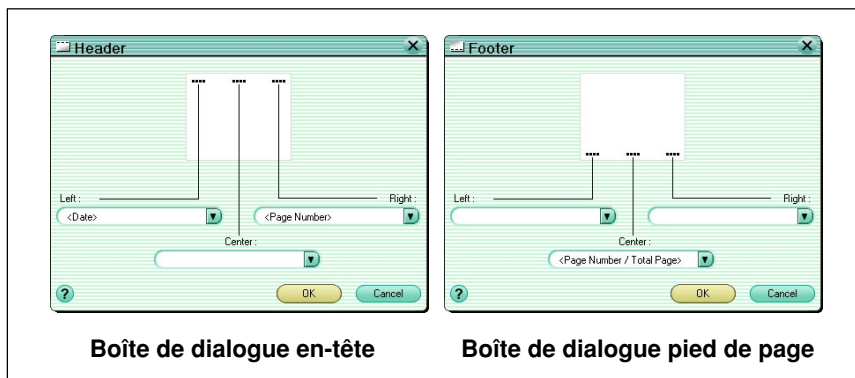 Header
Left :
Right :
<Date>
<Page Number>
Center :
?
OK
Cancel
Footer
Left :
Right :
Center :
<Page Number / Total Page>
?
OK
Cancel
Boîte de dialogue en-tête
Boîte de dialogue pied de page